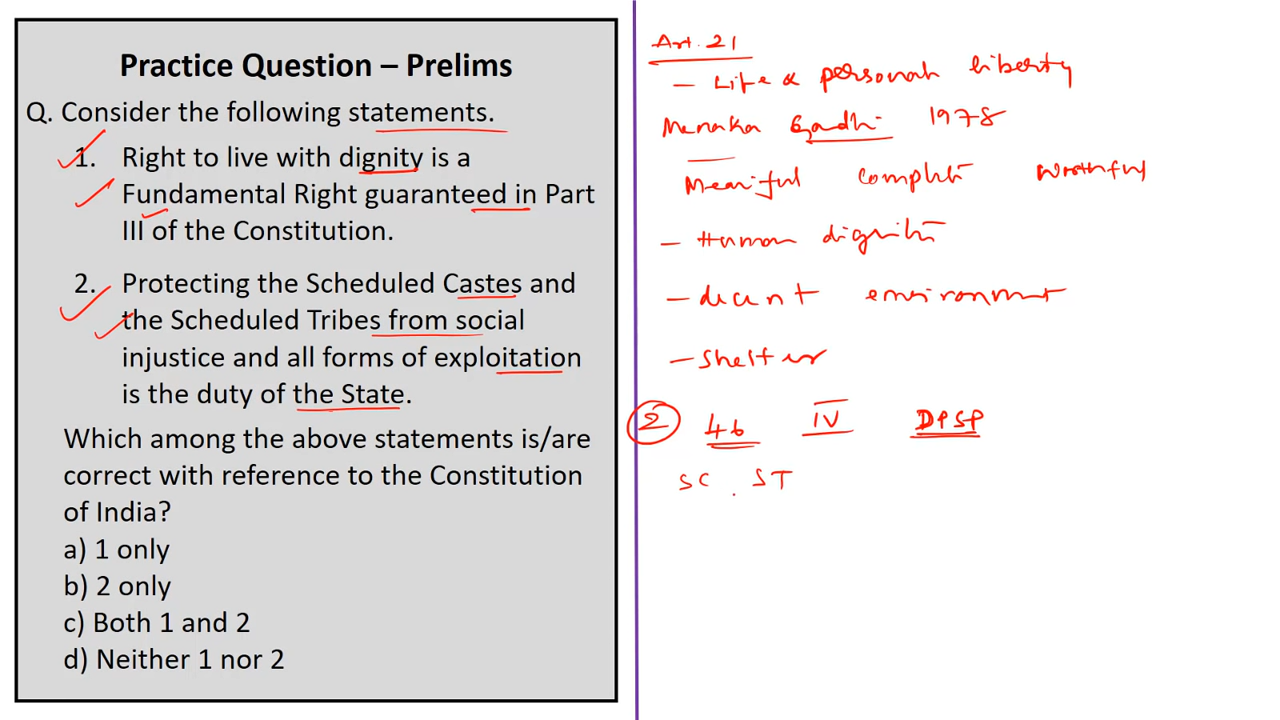 Practice Question – Prelims
Q. Consider the following statements.
1. Right to live with dignity is a
Fundamental Right guaranteed in Part
III of the Constitution.
2. Protecting the Scheduled Castes and
the Scheduled Tribes from social
injustice and all forms of exploitation
is the duty of the State.
Which among the above statements is/are
correct with reference to the Constitution
of India?
a) 1 only
b) 2 only
c) Both 1 and 2
d) Neither 1 nor 2
Art. 21
- Life & personal liberty
Menaka Gandhi 1978
Complete
- Human dignity
- decent environment
- Shelter
2 46 IV DPSP
SC. ST